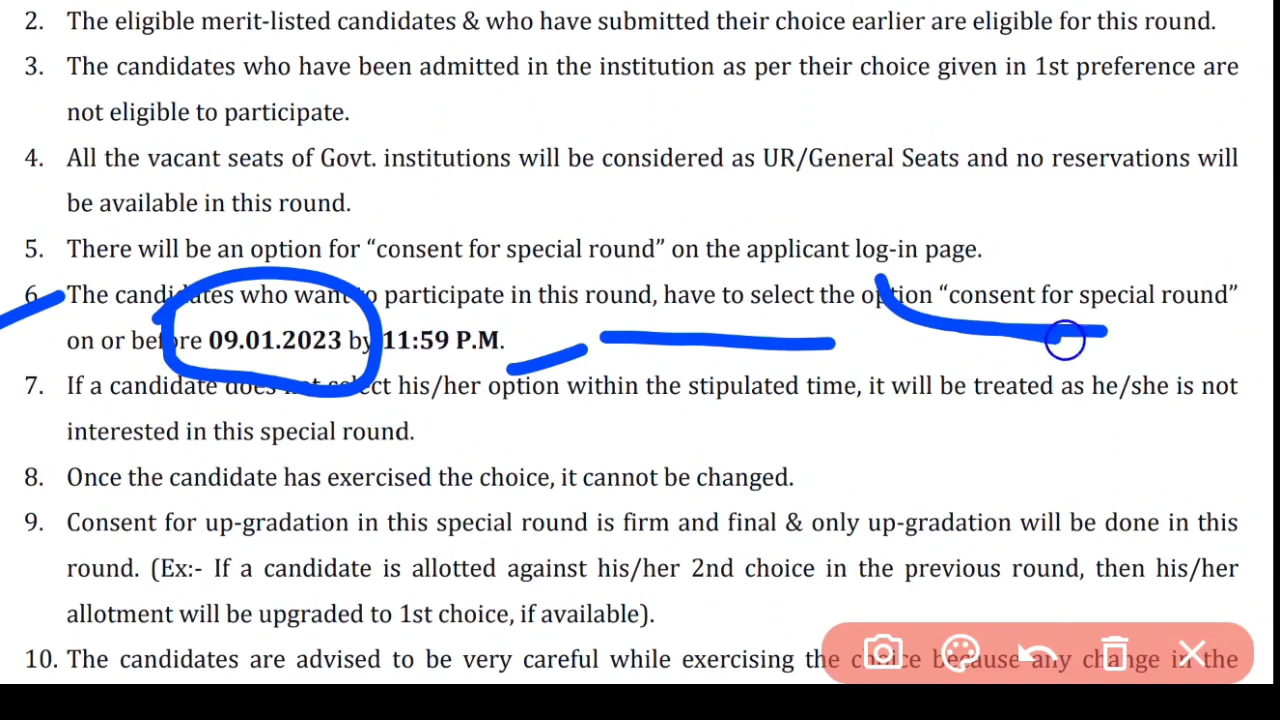 2. The eligible merit-listed candidates & who have submitted their choice earlier are eligible for this round.
3. The candidates who have been admitted in the institution as per their choice given in 1st preference are
not eligible to participate.
4. All the vacant seats of Govt. institutions will be considered as UR/General Seats and no reservations will
be available in this round.
5. There will be an option for “consent for special round” on the applicant log-in page.
6. The candidates who want to participate in this round, have to select the option “consent for special round”
on or before 09.01.2023 by 11:59 P.M.
7. If a candidate does not select his/her option within the stipulated time, it will be treated as he/she is not
interested in this special round.
8. Once the candidate has exercised the choice, it cannot be changed.
9. Consent for up-gradation in this special round is firm and final & only up-gradation will be done in this
round. (Ex:- If a candidate is allotted against his/her 2nd choice in the previous round, then his/her
allotment will be upgraded to 1st choice, if available).
10. The candidates are advised to be very careful while exercising the choice because any change in the